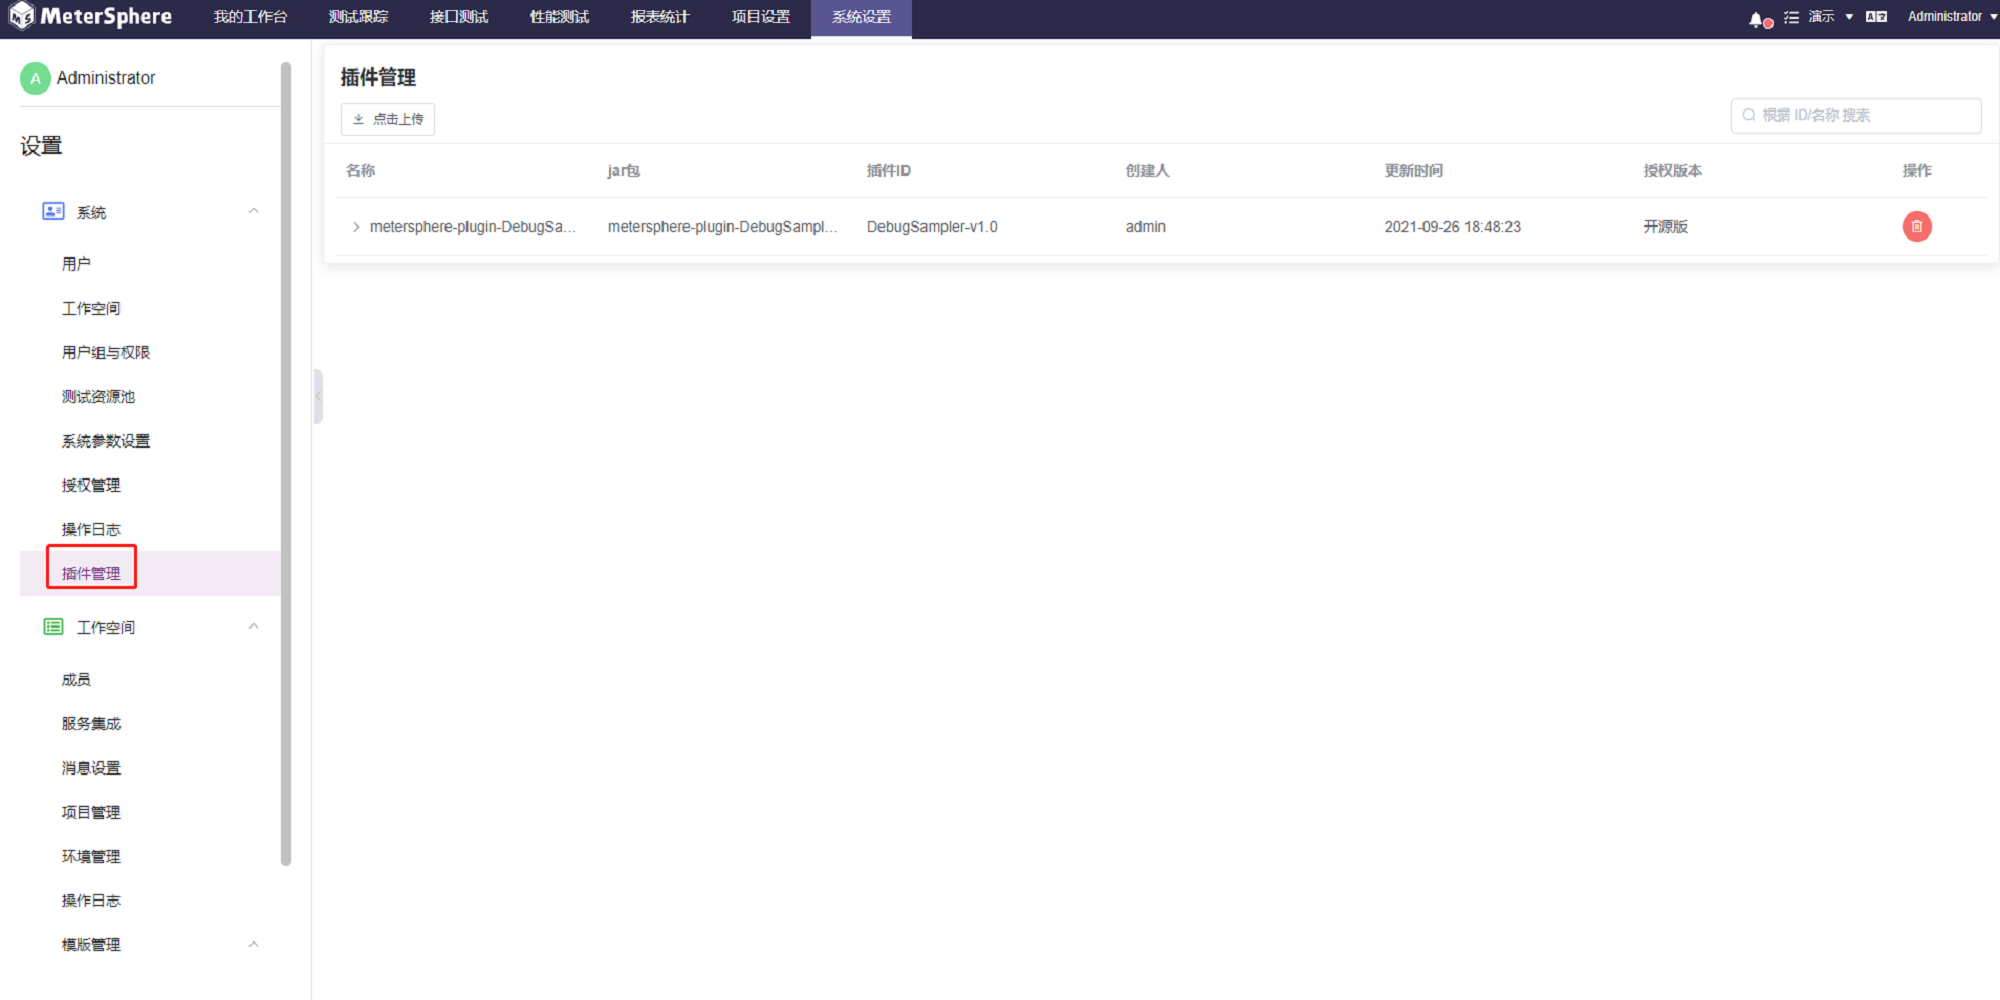 MeterSphere 我的工作台 测试跟踪 接口测试 性能测试 报表统计 项目设置 系统设置 演示 Administrator
A Administrator
设置
系统
用户
工作空间
用户组与权限
测试资源池
系统参数设置
授权管理
操作日志
插件管理
工作空间
成员
服务集成
消息设置
项目管理
环境管理
操作日志
模版管理
插件管理
点击上传
根据 ID/名称 搜索
名称 jar包 插件ID 创建人 更新时间 授权版本 操作
metersphere-plugin-DebugSa... metersphere-plugin-DebugSampl... DebugSampler-v1.0 admin 2021-09-26 18:48:23 开源版